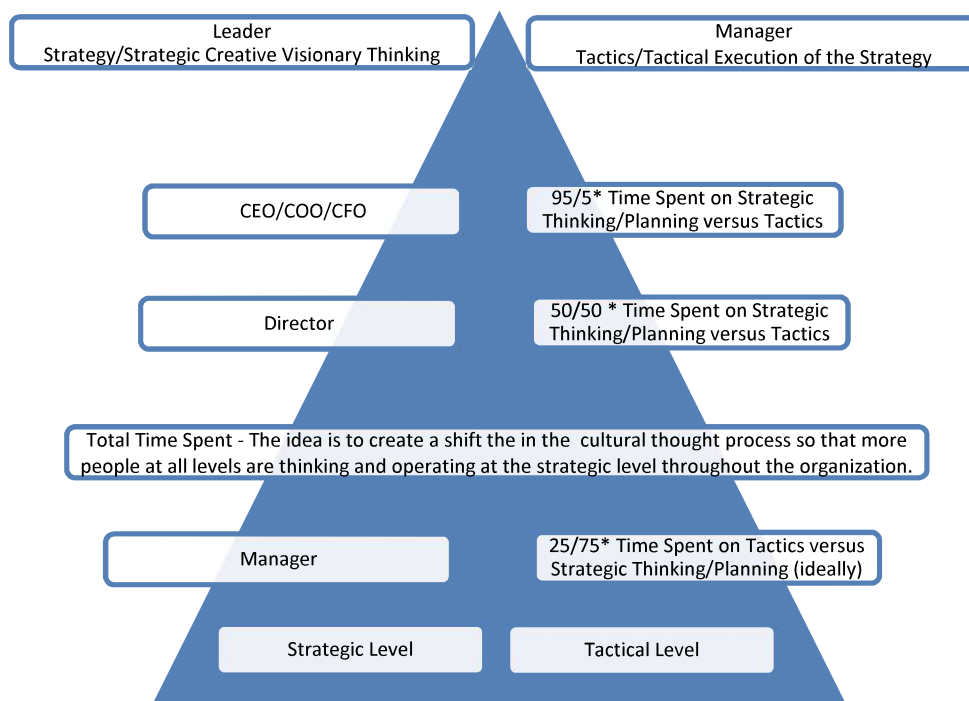 Leader
Strategy/Strategic Creative Visionary Thinking
Manager
Tactics/Tactical Execution of the Strategy
CEO/COO/CFO
95/5* Time Spent on Strategic
Thinking/Planning versus Tactics
Director
50/50 * Time Spent on Strategic
Thinking/Planning versus Tactics
Total Time Spent - The idea is to create a shift the in the cultural thought process so that more
people at all levels are thinking and operating at the strategic level throughout the organization.
Manager
25/75* Time Spent on Tactics versus
Strategic Thinking/Planning (ideally)
Strategic Level
Tactical Level